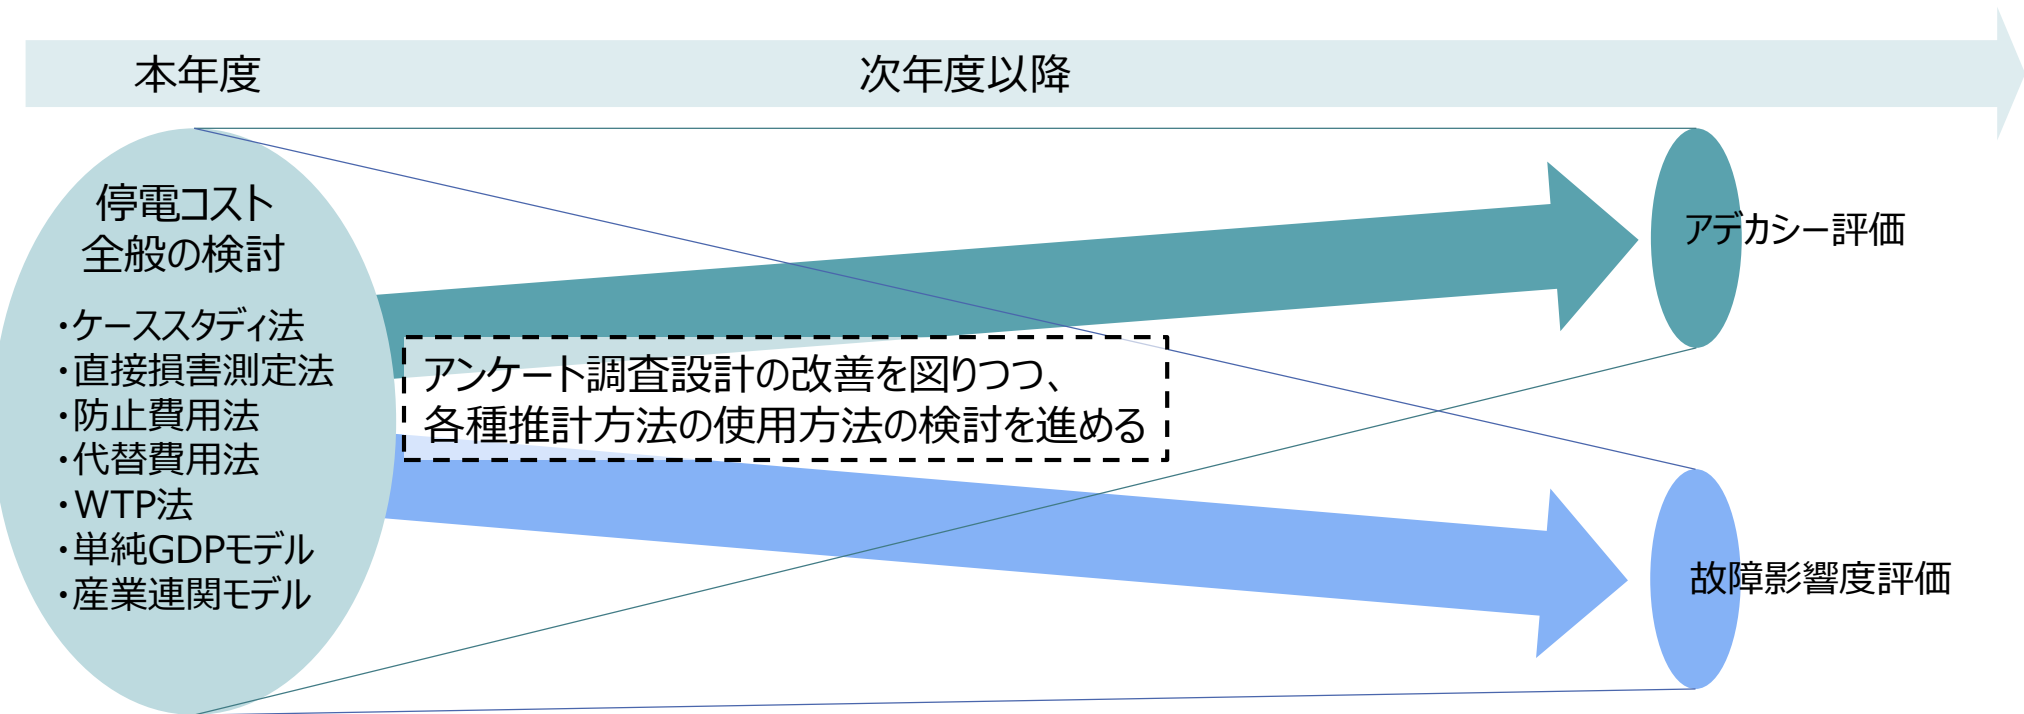 本年度
次年度以降
停電コスト
全般の検討
・ケーススタディ法
・直接損害測定法
・防止費用法
・代替費用法
・WTP法
・単純GDPモデル
・産業連関モデル
アンケート調査設計の改善を図りつつ、
各種推計方法の使用方法の検討を進める
アデカシー評価
故障影響度評価